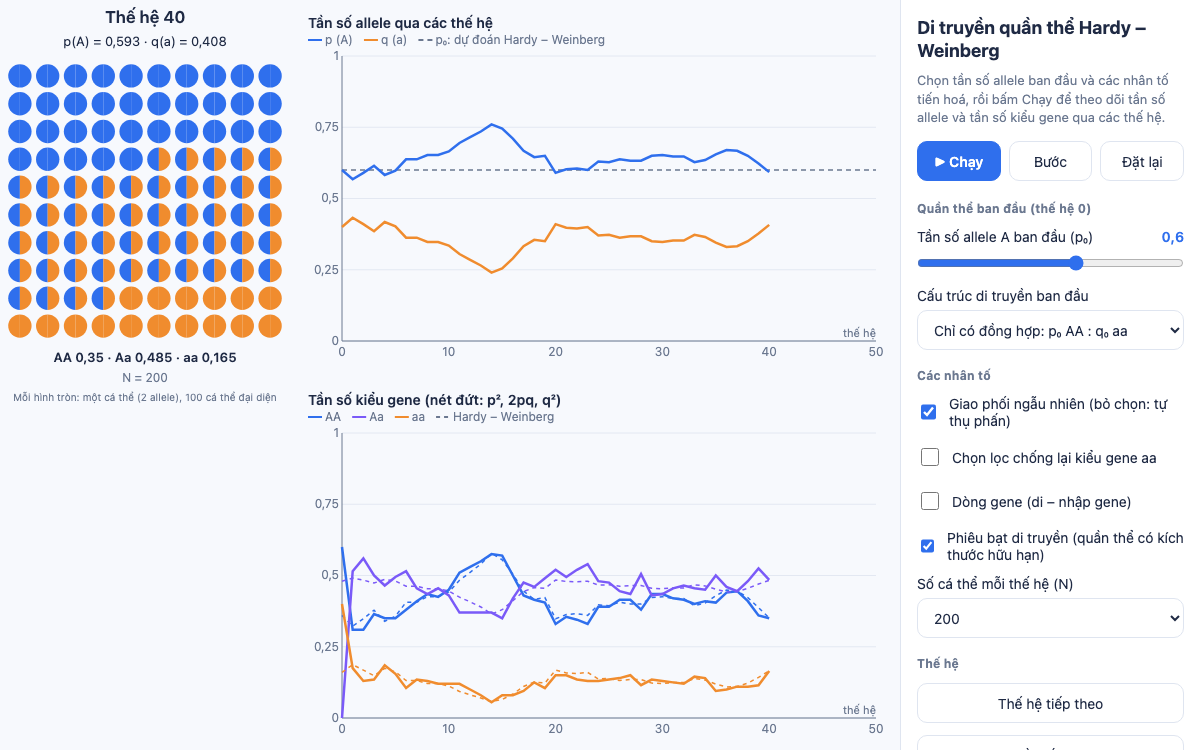 Thế hệ 40
p(A) = 0,593 · q(a) = 0,408
AA 0,35 · Aa 0,485 · aa 0,165
N = 200
Mỗi hình tròn: một cá thể (2 allele), 100 cá thể đại diện
Tần số allele qua các thế hệ
p (A) q (a) p₀: dự đoán Hardy – Weinberg
1
0,75
0,5
0,25
0
thế hệ
0 10 20 30 40 50
Tần số kiểu gene (nét đứt: p², 2pq, q²)
AA Aa aa Hardy – Weinberg
1
0,75
0,5
0,25
0
thế hệ
0 10 20 30 40 50
Di truyền quần thể Hardy –
Weinberg
Chọn tần số allele ban đầu và các nhân tố
tiến hoá, rồi bấm Chạy để theo dõi tần số
allele và tần số kiểu gene qua các thế hệ.
▶ Chạy Bước Đặt lại
Quần thể ban đầu (thế hệ 0)
Tần số allele A ban đầu (p₀) 0,6
Cấu trúc di truyền ban đầu
Chỉ có đồng hợp: p₀ AA : q₀ aa
Các nhân tố
Giao phối ngẫu nhiên (bỏ chọn: tự
thụ phấn)
Chọn lọc chống lại kiểu gene aa
Dòng gene (di – nhập gene)
Phiêu bạt di truyền (quần thể có kích
thước hữu hạn)
Số cá thể mỗi thế hệ (N)
200
Thế hệ
Thế hệ tiếp theo